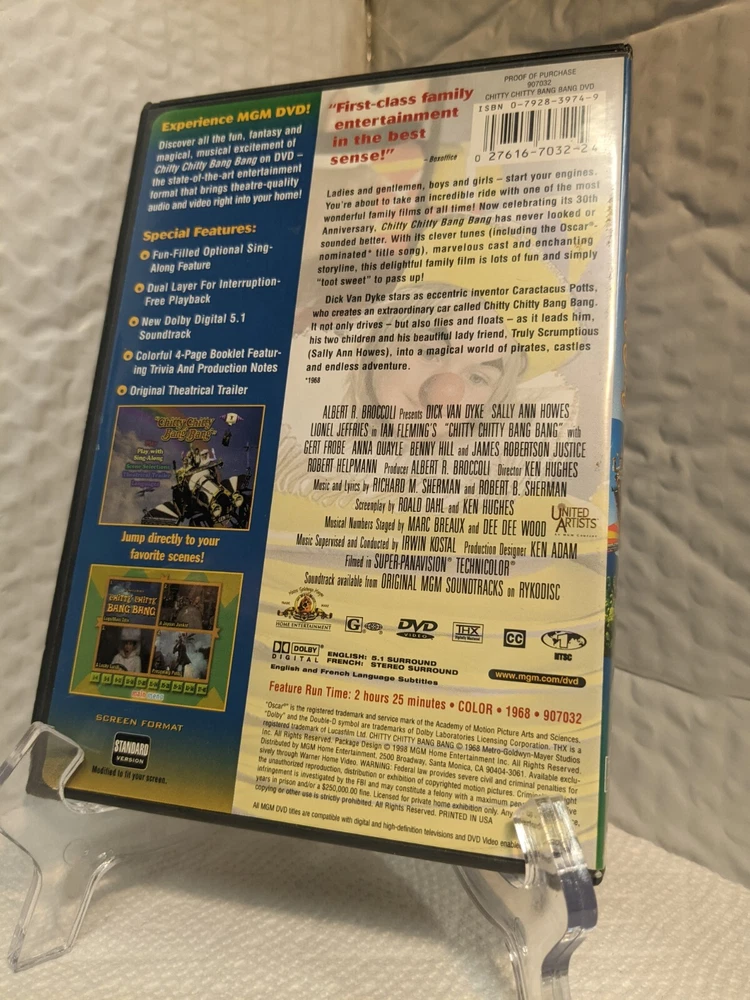 Experience MGM DVD!
Discover all the fun, fantasy and
magical, musical excitement of
Chitty Chitty Bang Bang on DVD –
the state-of-the-art entertainment
format that brings theatre-quality
audio and video right into your home!
Special Features:
Fun-Filled Optional Sing-
Along Feature
Dual Layer For Interruption-
Free Playback
New Dolby Digital 5.1
Soundtrack
Colorful 4-Page Booklet Featur-
ing Trivia And Production Notes
Original Theatrical Trailer
"Chitty Chitty
Bang Bang"
Play with
Sing-Along
Jump directly to your
favorite scenes!
CHITTY CHITTY
BANG BANG
SCREEN FORMAT
STANDARD
VERSION
Modified to fit your screen.
"First-class family
entertainment
in the best
sense!"
– Boxoffice
PROOF OF PURCHASE
907032
CHITTY CHITTY BANG BANG DVD
ISBN 0-7928-3974-9
0 27616-7032-24
Ladies and gentlemen, boys and girls – start your engines.
You're about to take an incredible ride with one of the most
wonderful family films of all time! Now celebrating its 30th
Anniversary, Chitty Chitty Bang Bang has never looked or
sounded better. With its clever tunes (including the Oscar®-
nominated* title song), marvelous cast and enchanting
storyline, this delightful family film is lots of fun and simply
"toot sweet" to pass up!
Dick Van Dyke stars as eccentric inventor Caractacus Potts,
who creates an extraordinary car called Chitty Chitty Bang Bang.
It not only drives – but also flies and floats – as it leads him,
his two children and his beautiful lady friend, Truly Scrumptious
(Sally Ann Howes), into a magical world of pirates, castles
and endless adventure.
*1968
ALBERT R. BROCCOLI Presents DICK VAN DYKE SALLY ANN HOWES
LIONEL JEFFRIES in IAN FLEMING'S "CHITTY CHITTY BANG BANG" with
GERT FROBE ANNA QUAYLE BENNY HILL and JAMES ROBERTSON JUSTICE
ROBERT HELPMANN Producer ALBERT R. BROCCOLI Director KEN HUGHES
Music and Lyrics by RICHARD M. SHERMAN and ROBERT B. SHERMAN
Screenplay by ROALD DAHL and KEN HUGHES
Musical Numbers Staged by MARC BREAUX and DEE DEE WOOD
UNITED
ARTISTS
Music Supervised and Conducted by IRWIN KOSTAL Production Designer KEN ADAM
Filmed in SUPER-PANAVISION® TECHNICOLOR®
Soundtrack available from ORIGINAL MGM SOUNDTRACKS on RYKODISC
HOME ENTERTAINMENT
G
DVD
VIDEO
THX
CC
1
NTSC
DOLBY
DIGITAL
ENGLISH: 5.1 SURROUND
FRENCH: STEREO SURROUND
English and French Language Subtitles
www.mgm.com/dvd
Feature Run Time: 2 hours 25 minutes • COLOR • 1968 • 907032
"Oscar®" is the registered trademark and service mark of the Academy of Motion Picture Arts and Sciences.
"Dolby" and the Double-D symbol are trademarks of Dolby Laboratories Licensing Corporation. THX is a
registered trademark of Lucasfilm Ltd. CHITTY CHITTY BANG BANG © 1968 Metro-Goldwyn-Mayer Studios
Inc. All Rights Reserved. Package Design © 1998 MGM Home Entertainment Inc. All Rights Reserved.
Distributed by MGM Home Entertainment, 2500 Broadway, Santa Monica, CA 90404-3061. Available exclu-
sively through Warner Home Video. WARNING: Federal law provides severe civil and criminal penalties for
the unauthorized reproduction, distribution or exhibition of copyrighted motion pictures. Criminal
infringement is investigated by the FBI and may constitute a felony with a maximum
years in prison and/or a $250,000.00 fine. Licensed for private home exhibition only. Any
copying or other use is strictly prohibited. All Rights Reserved. PRINTED IN USA
All MGM DVD titles are compatible with digital and high-definition televisions and DVD Video